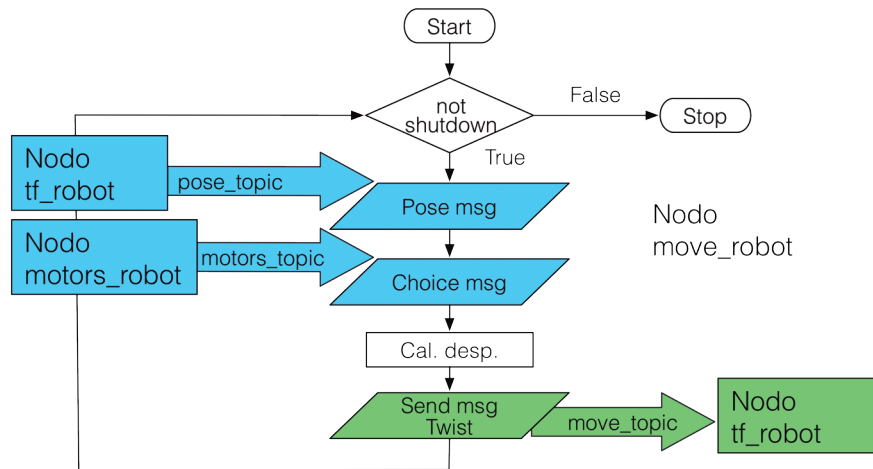 Start
not
shutdown
False
Stop
True
Nodo
tf_robot
pose_topic
Pose msg
Nodo
move_robot
Nodo
motors_robot
motors_topic
Choice msg
Cal. desp.
Send msg
Twist
move_topic
Nodo
tf_robot